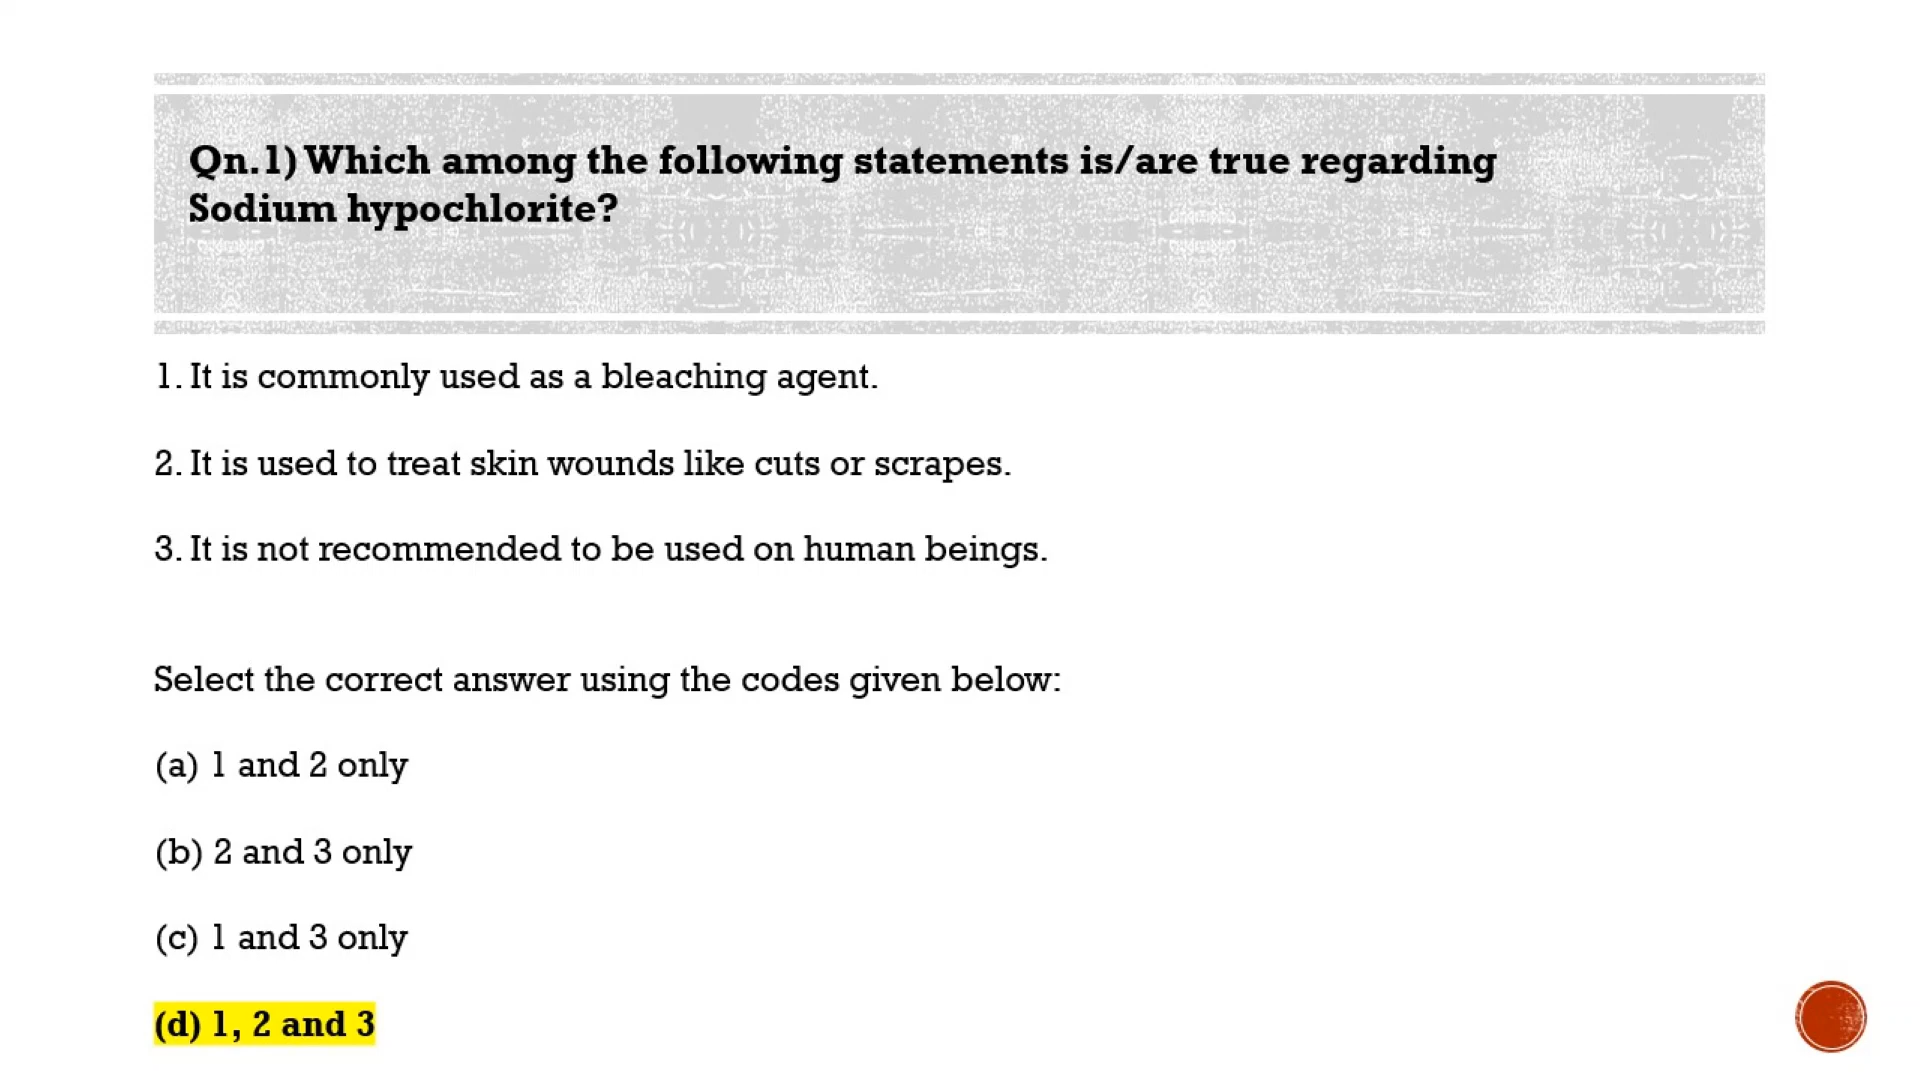 Qn.1) Which among the following statements is/are true regarding
Sodium hypochlorite?
1. It is commonly used as a bleaching agent.
2. It is used to treat skin wounds like cuts or scrapes.
3. It is not recommended to be used on human beings.
Select the correct answer using the codes given below:
(a) 1 and 2 only
(b) 2 and 3 only
(c) 1 and 3 only
(d) 1, 2 and 3